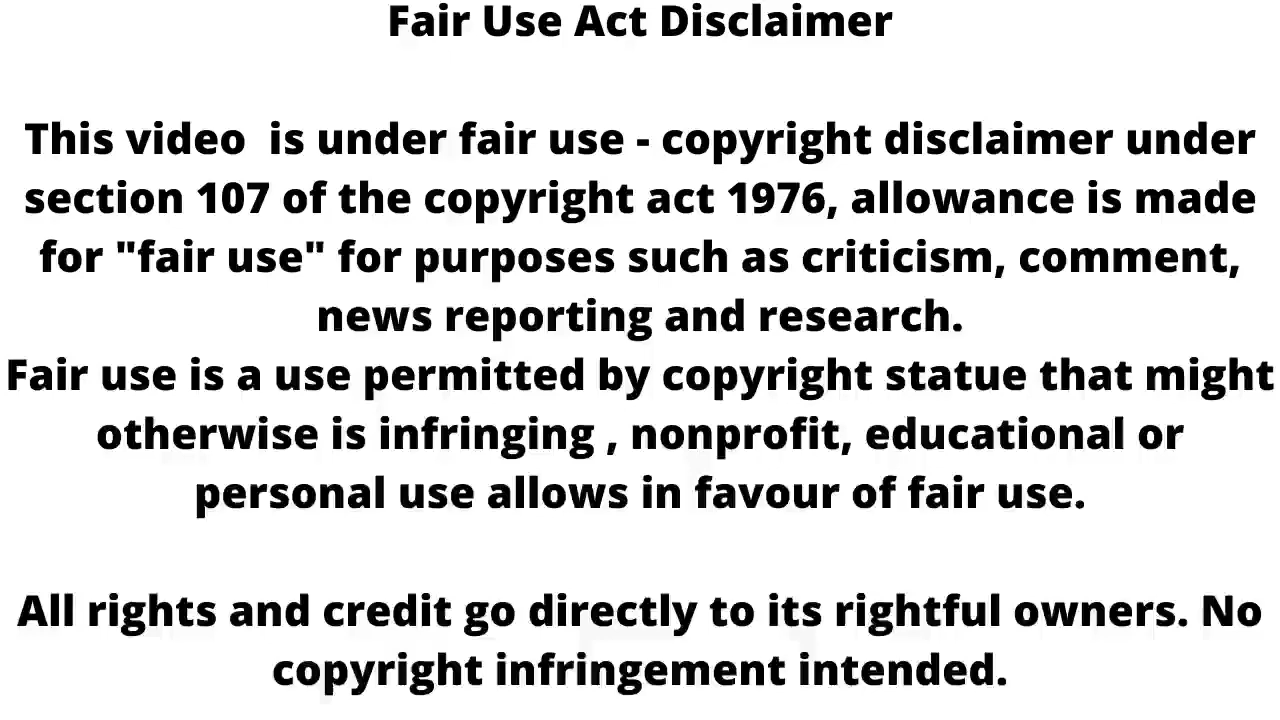 Fair Use Act Disclaimer
This video  is under fair use - copyright disclaimer under
section 107 of the copyright act 1976, allowance is made
for "fair use" for purposes such as criticism, comment,
news reporting and research.
Fair use is a use permitted by copyright statue that might
otherwise is infringing , nonprofit, educational or
personal use allows in favour of fair use.
All rights and credit go directly to its rightful owners. No
copyright infringement intended.